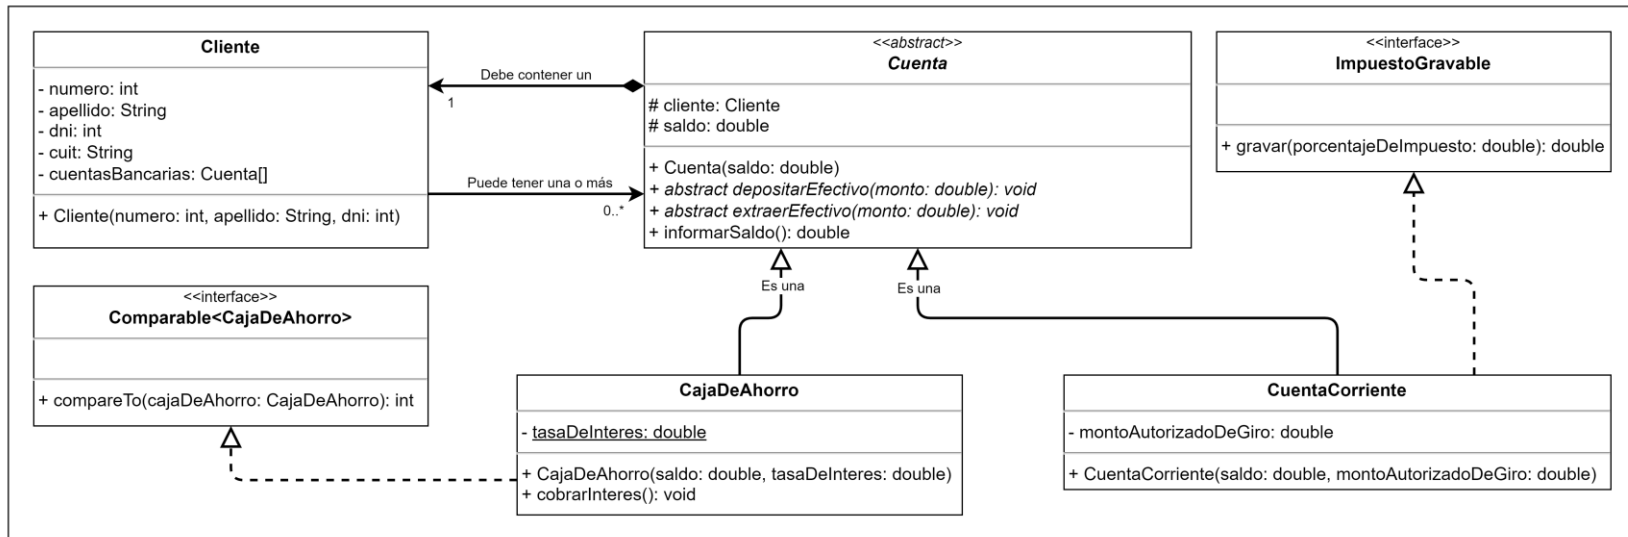 Cliente
- numero: int
- apellido: String
- dni: int
- cuit: String
- cuentasBancarias: Cuenta[]
+ Cliente(numero: int, apellido: String, dni: int)
Debe contener un
1
Puede tener una o más
0..*
<<abstract>>
Cuenta
# cliente: Cliente
# saldo: double
+ Cuenta(saldo: double)
+ abstract depositarEfectivo(monto: double): void
+ abstract extraerEfectivo(monto: double): void
+ informarSaldo(): double
<<interface>>
ImpuestoGravable
+ gravar(porcentajeDeImpuesto: double): double
Es una
Es una
<<interface>>
Comparable<CajaDeAhorro>
+ compareTo(cajaDeAhorro: CajaDeAhorro): int
CajaDeAhorro
- tasaDeInteres: double
+ CajaDeAhorro(saldo: double, tasaDeInteres: double)
+ cobrarInteres(): void
CuentaCorriente
- montoAutorizadoDeGiro: double
+ CuentaCorriente(saldo: double, montoAutorizadoDeGiro: double)